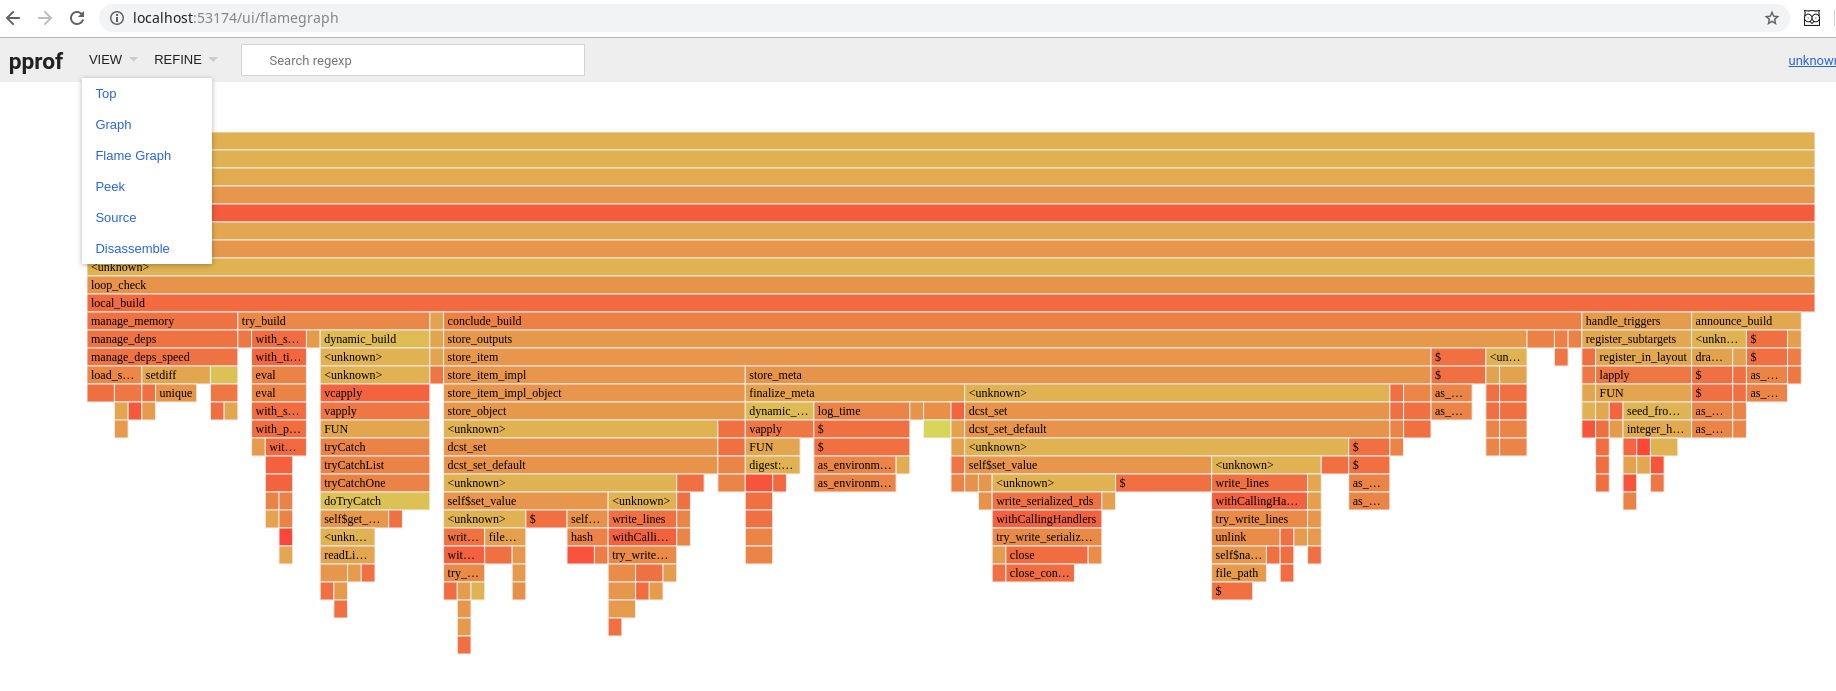 localhost:53174/ui/flamegraph
pprof VIEW REFINE Search regexp unknow
Top
Graph
Flame Graph
Peek
Source
Disassemble
<unknown>
loop_check
local_build
manage_memory try_build conclude_build handle_triggers announce_build
manage_deps with_s... dynamic_build store_outputs register_subtargets <unkn... $
manage_deps_speed with_ti... <unknown> store_item $ <un... register_in_layout dra... $
load_s... setdiff eval <unknown> store_item_impl store_meta $ lapply $ as_...
unique eval vcapply store_item_impl_object finalize_meta <unknown> as_... FUN $ as_...
with_s... vapply store_object dynamic_... log_time dcst_set as_... seed_fro... as_...
with_p... FUN <unknown> vapply $ dcst_set_default integer_h... as_...
wit... tryCatch dcst_set FUN $ <unknown> $
tryCatchList dcst_set_default digest:... as_environm... self$set_value <unknown> $
tryCatchOne <unknown> as_environm... <unknown> $ write_lines as_...
doTryCatch self$set_value <unknown> write_serialized_rds withCallingHa... as_...
self$get_... <unknown> $ self... write_lines withCallingHandlers try_write_lines
<unkn... writ... file... hash withCalli... try_write_serializ... unlink
readLi... wit... try_write... close self$na...
try_... close_con... file_path
$